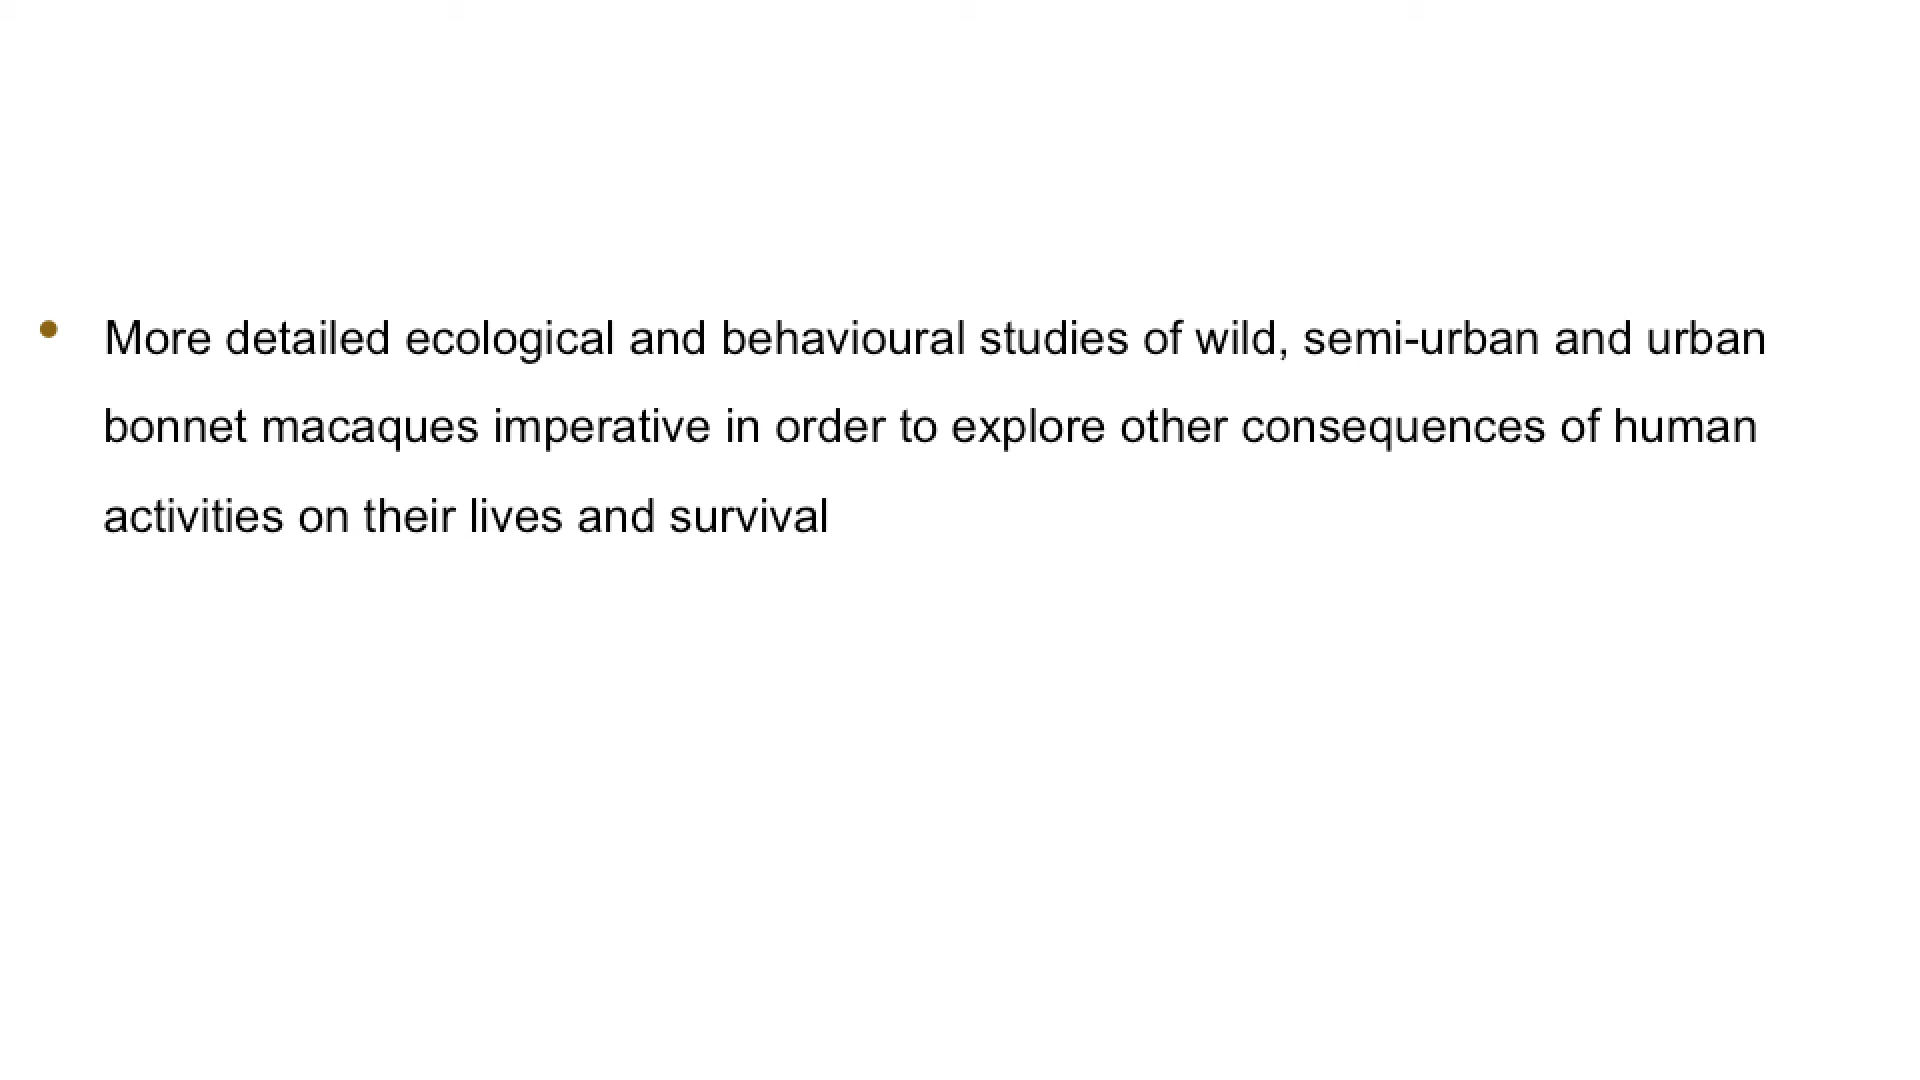 • More detailed ecological and behavioural studies of wild, semi-urban and urban
bonnet macaques imperative in order to explore other consequences of human
activities on their lives and survival